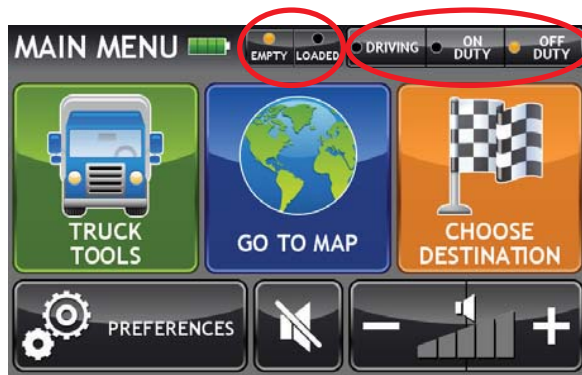 MAIN MENU
EMPTY LOADED
DRIVING
ON
DUTY
OFF
DUTY
TRUCK
TOOLS
GO TO MAP
CHOOSE
DESTINATION
PREFERENCES